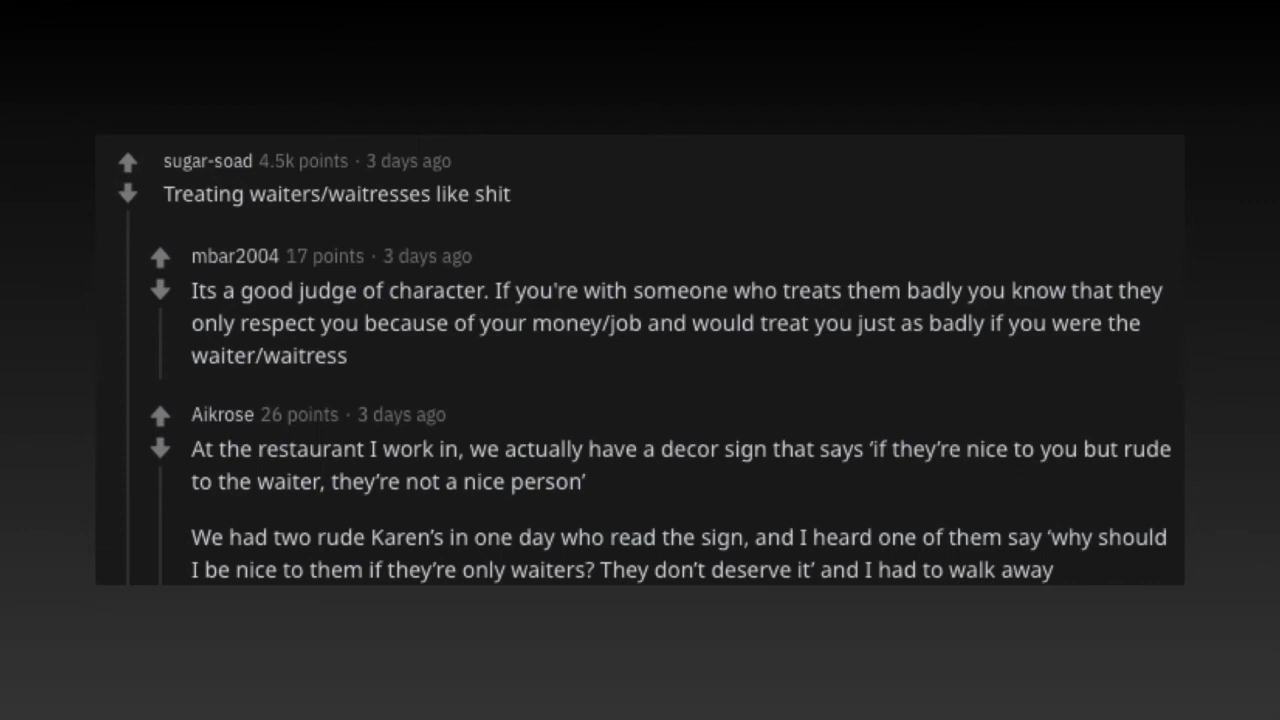 sugar-soad 4.5k points · 3 days ago
Treating waiters/waitresses like shit
mbar2004 17 points · 3 days ago
Its a good judge of character. If you're with someone who treats them badly you know that they
only respect you because of your money/job and would treat you just as badly if you were the
waiter/waitress
Aikrose 26 points · 3 days ago
At the restaurant I work in, we actually have a decor sign that says ‘if they’re nice to you but rude
to the waiter, they’re not a nice person’
We had two rude Karen’s in one day who read the sign, and I heard one of them say ‘why should
I be nice to them if they’re only waiters? They don’t deserve it’ and I had to walk away